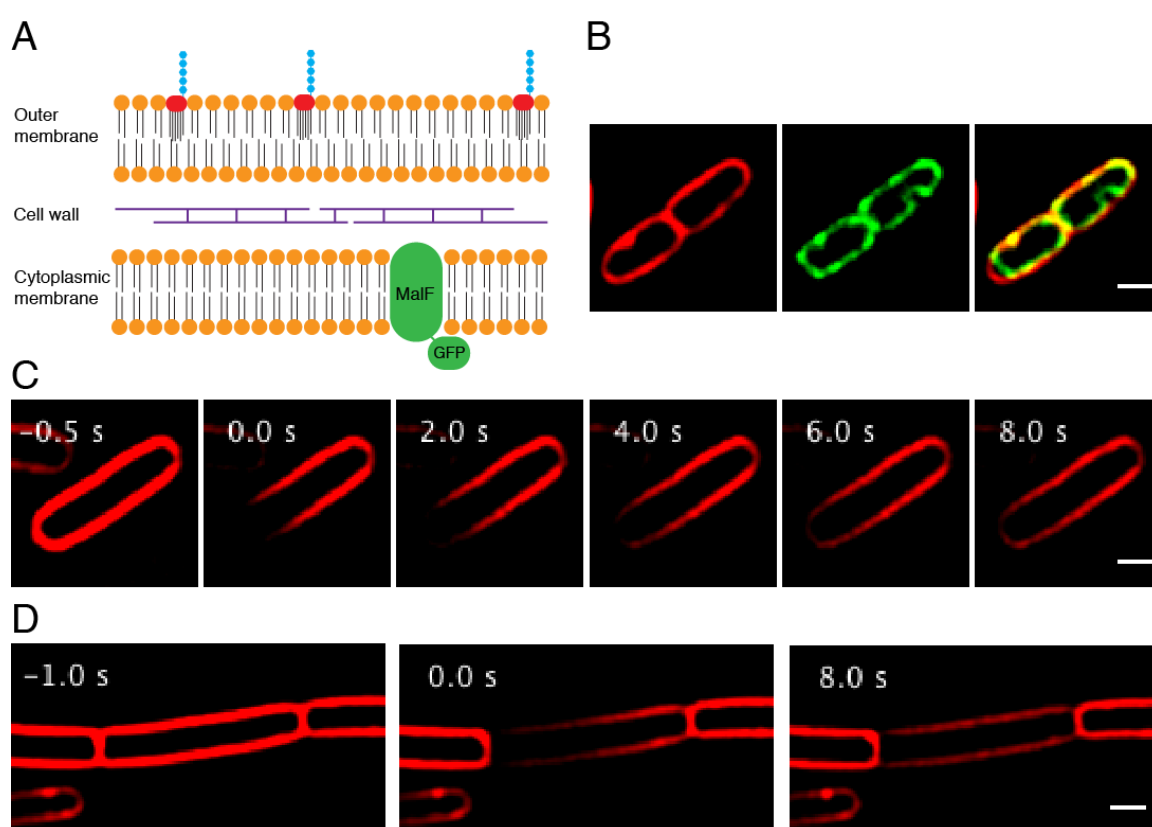 A
Outer
membrane
Cell wall
Cytoplasmic
membrane
MalF
GFP
B
C
-0.5 s
0.0 s
2.0 s
4.0 s
6.0 s
8.0 s
D
-1.0 s
0.0 s
8.0 s